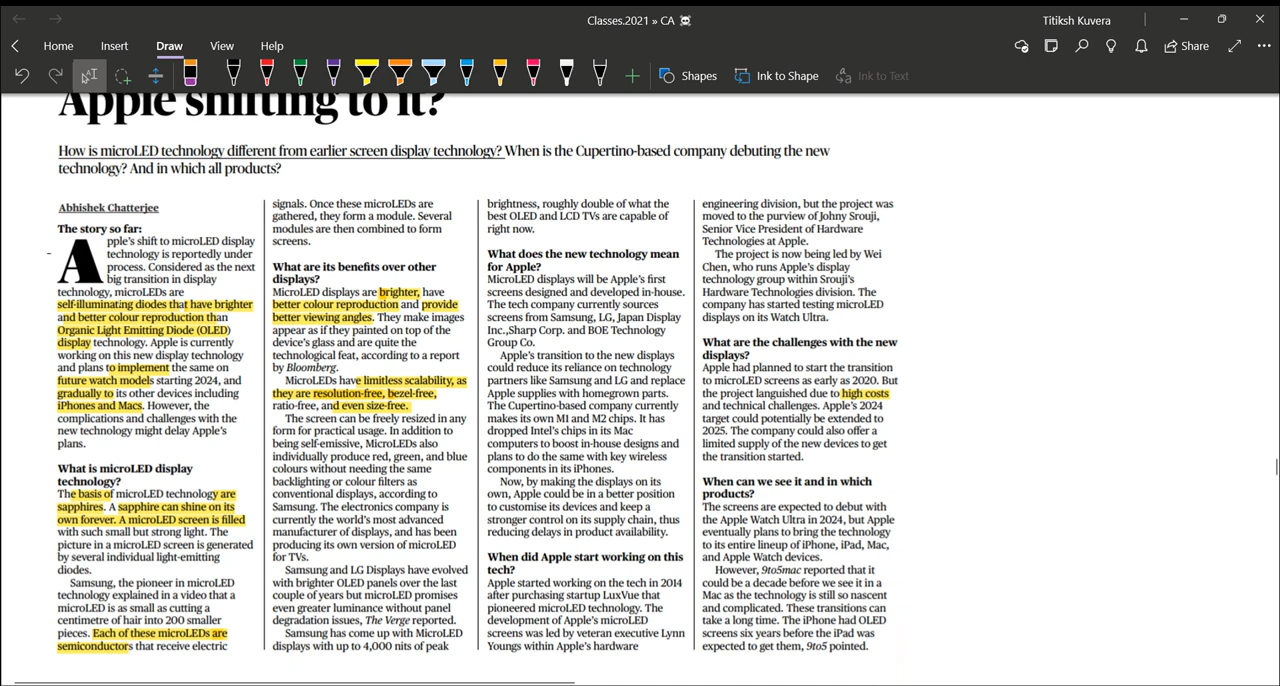 Classes.2021 » CA
Titiksh Kuvera
Home
Insert
Draw
View
Help
Share
Shapes
Ink to Shape
Ink to Text
Apple shifting to it?
How is microLED technology different from earlier screen display technology? When is the Cupertino-based company debuting the new
technology? And in which all products?
Abhishek Chatterjee
The story so far:
Apple's shift to microLED display
technology is reportedly under
process. Considered as the next
big transition in display
technology, microLEDs are
self-illuminating diodes that have brighter
and better colour reproduction than
Organic Light Emitting Diode (OLED)
display technology. Apple is currently
working on this new display technology
and plans to implement the same on
future watch models starting 2024, and
gradually to its other devices including
iPhones and Macs. However, the
complications and challenges with the
new technology might delay Apple's
plans.
What is microLED display
technology?
The basis of microLED technology are
sapphires. A sapphire can shine on its
own forever. A microLED screen is filled
with such small but strong light. The
picture in a microLED screen is generated
by several individual light-emitting
diodes.
Samsung, the pioneer in microLED
technology explained in a video that a
microLED is as small as cutting a
centimetre of hair into 200 smaller
pieces. Each of these microLEDs are
semiconductors that receive electric
signals. Once these microLEDs are
gathered, they form a module. Several
modules are then combined to form
screens.
What are its benefits over other
displays?
MicroLED displays are brighter, have
better colour reproduction and provide
better viewing angles. They make images
appear as if they painted on top of the
device's glass and are quite the
technological feat, according to a report
by Bloomberg.
MicroLEDs have limitless scalability, as
they are resolution-free, bezel-free,
ratio-free, and even size-free.
The screen can be freely resized in any
form for practical usage. In addition to
being self-emissive, MicroLEDs also
individually produce red, green, and blue
colours without needing the same
backlighting or colour filters as
conventional displays, according to
Samsung. The electronics company is
currently the world's most advanced
manufacturer of displays, and has been
producing its own version of microLED
for TVs.
Samsung and LG Displays have evolved
with brighter OLED panels over the last
couple of years but microLED promises
even greater luminance without panel
degradation issues, The Verge reported.
Samsung has come up with MicroLED
displays with up to 4,000 nits of peak
brightness, roughly double of what the
best OLED and LCD TVs are capable of
right now.
What does the new technology mean
for Apple?
MicroLED displays will be Apple's first
screens designed and developed in-house.
The tech company currently sources
screens from Samsung, LG, Japan Display
Inc.,Sharp Corp. and BOE Technology
Group Co.
Apple's transition to the new displays
could reduce its reliance on technology
partners like Samsung and LG and replace
Apple supplies with homegrown parts.
The Cupertino-based company currently
makes its own M1 and M2 chips. It has
dropped Intel's chips in its Mac
computers to boost in-house designs and
plans to do the same with key wireless
components in its iPhones.
Now, by making the displays on its
own, Apple could be in a better position
to customise its devices and keep a
stronger control on its supply chain, thus
reducing delays in product availability.
When did Apple start working on this
tech?
Apple started working on the tech in 2014
after purchasing startup LuxVue that
pioneered microLED technology. The
development of Apple's microLED
screens was led by veteran executive Lynn
Youngs within Apple's hardware
engineering division, but the project was
moved to the purview of Johny Srouji,
Senior Vice President of Hardware
Technologies at Apple.
The project is now being led by Wei
Chen, who runs Apple's display
technology group within Srouji's
Hardware Technologies division. The
company has started testing microLED
displays on its Watch Ultra.
What are the challenges with the new
displays?
Apple had planned to start the transition
to microLED screens as early as 2020. But
the project languished due to high costs
and technical challenges. Apple's 2024
target could potentially be extended to
2025. The company could also offer a
limited supply of the new devices to get
the transition started.
When can we see it and in which
products?
The screens are expected to debut with
the Apple Watch Ultra in 2024, but Apple
eventually plans to bring the technology
to its entire lineup of iPhone, iPad, Mac,
and Apple Watch devices.
However, 9to5mac reported that it
could be a decade before we see it in a
Mac as the technology is still so nascent
and complicated. These transitions can
take a long time. The iPhone had OLED
screens six years before the iPad was
expected to get them, 9to5 pointed.